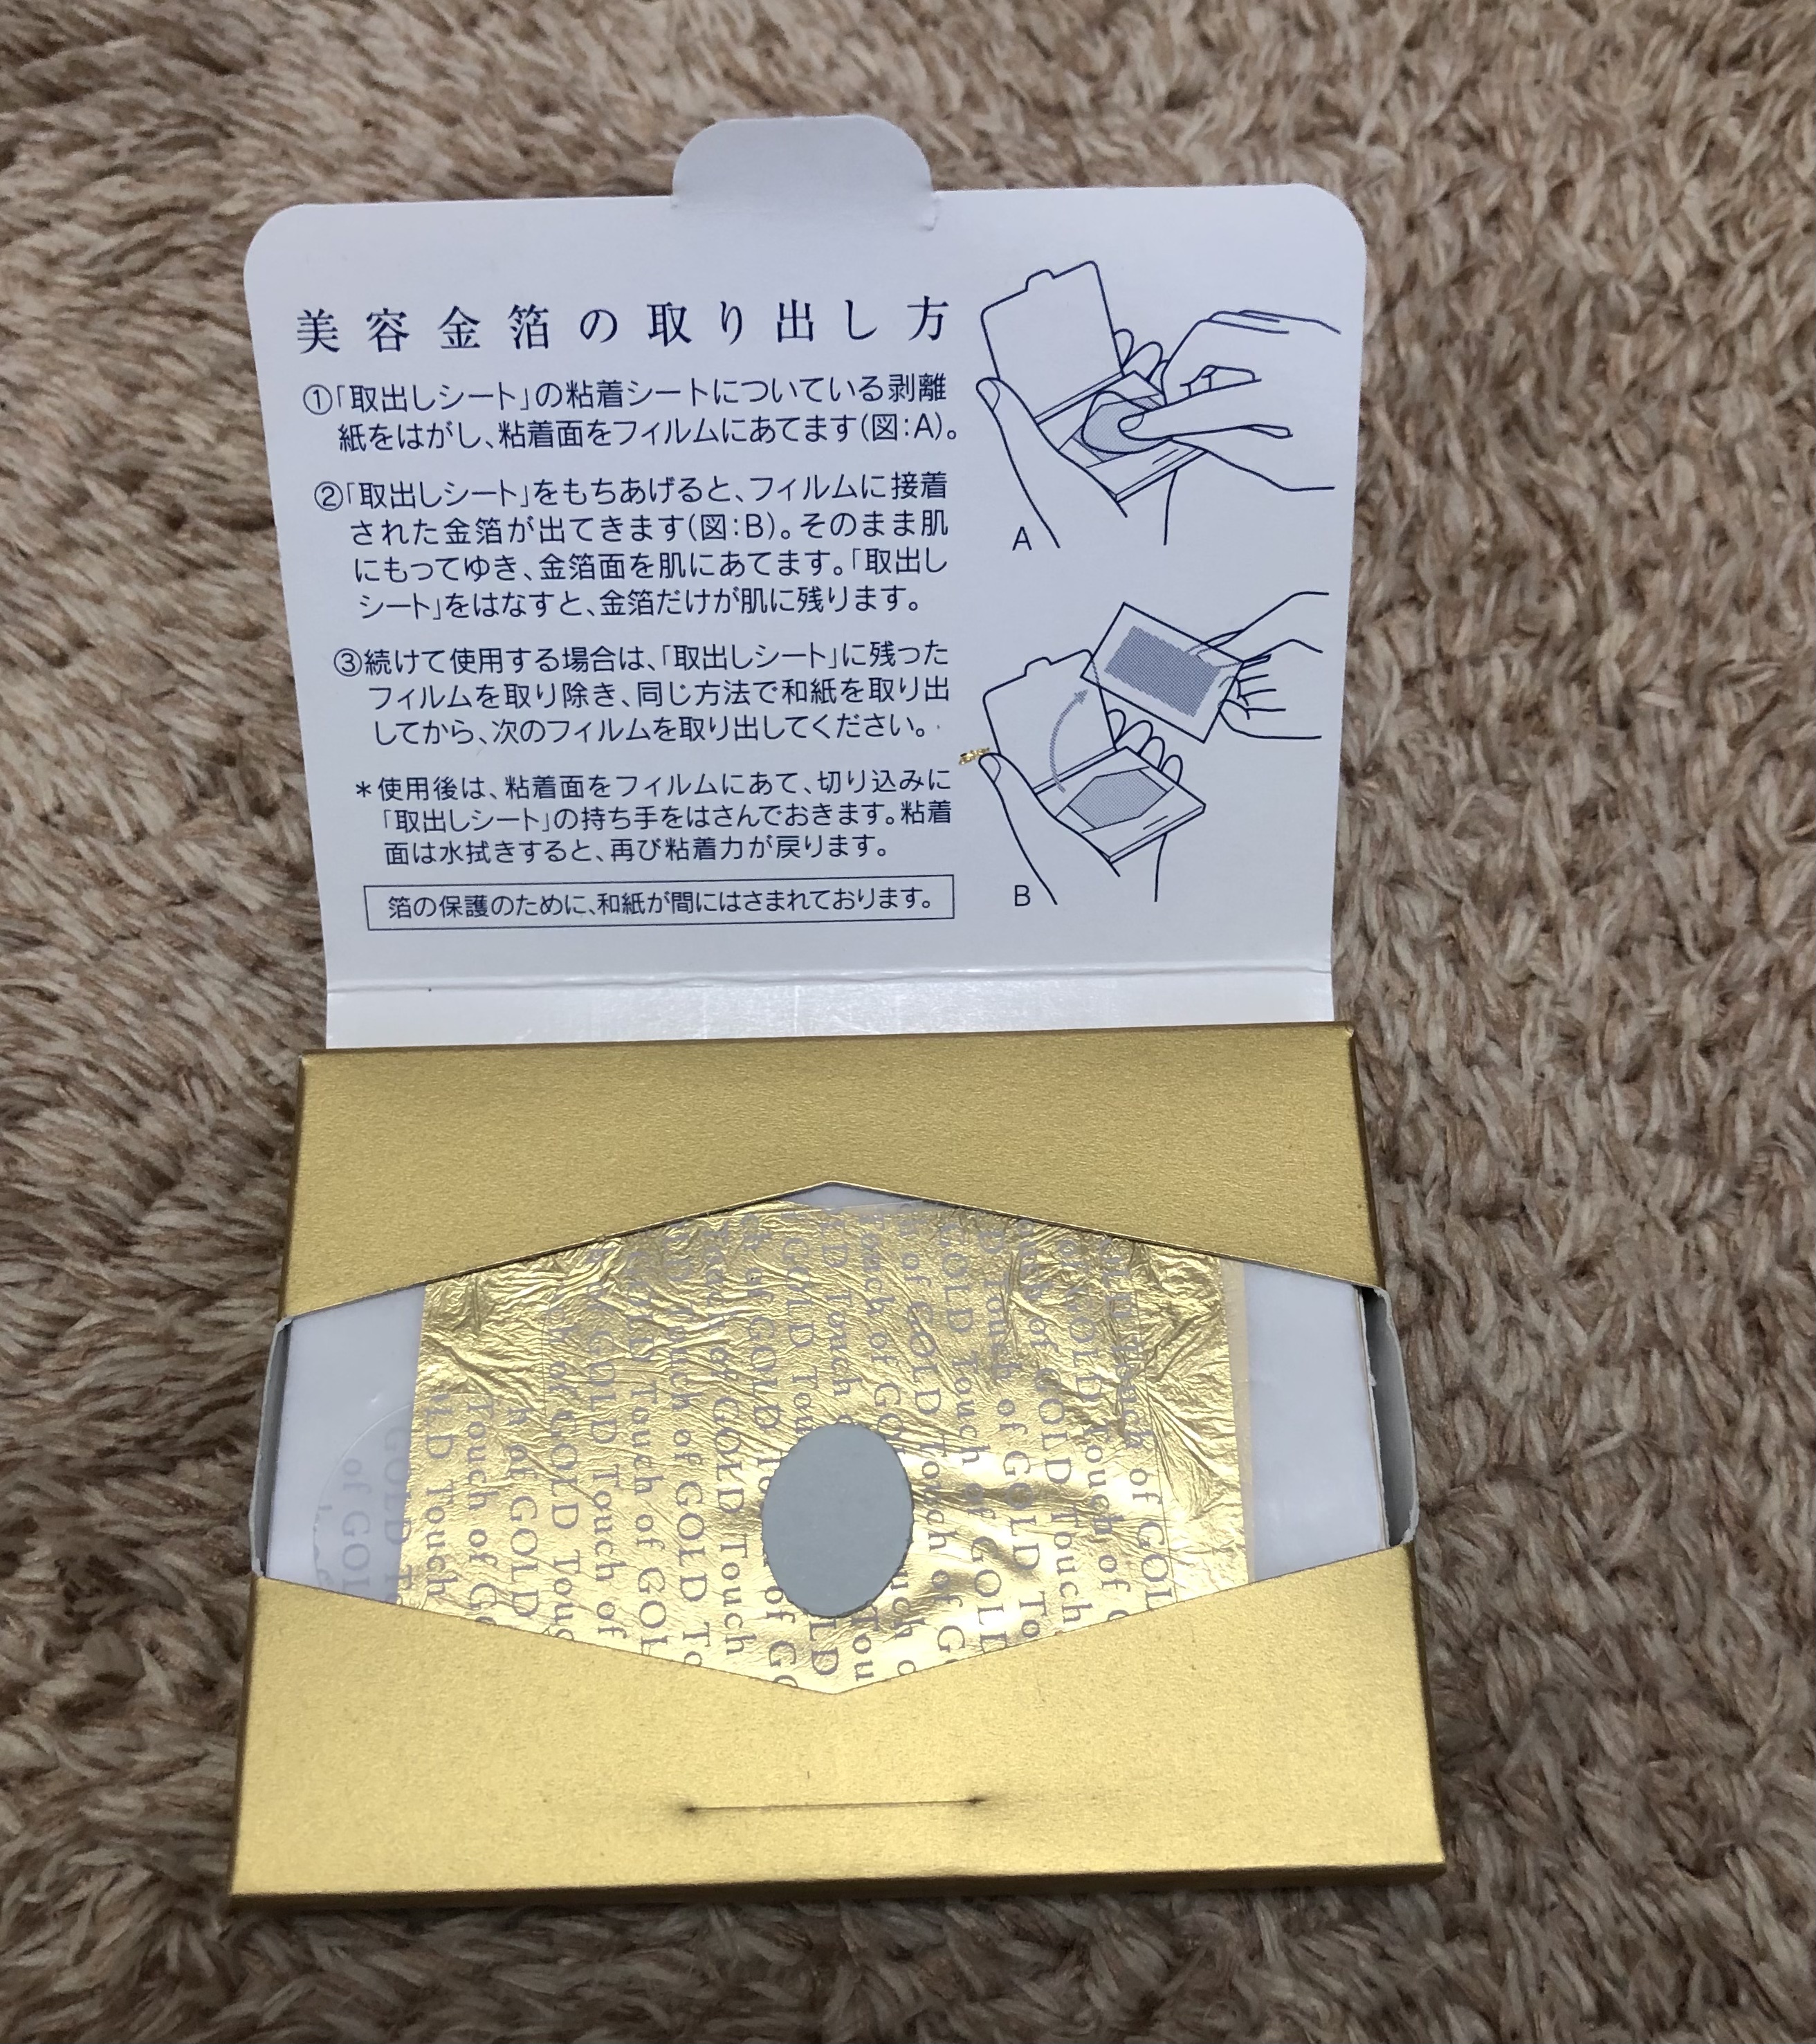 美容金箔の取り出し方
①「取出しシート」の粘着シートについている剥離
紙をはがし、粘着面をフィルムにあてます(図:A)。
②「取出しシート」をもちあげると、フィルムに接着
された金箔が出てきます(図:B)。そのまま肌
にもってゆき、金箔面を肌にあてます。「取出し
シート」をはなすと、金箔だけが肌に残ります。
③続けて使用する場合は、「取出しシート」に残った
フィルムを取り除き、同じ方法で和紙を取り出
してから、次のフィルムを取り出してください。
*使用後は、粘着面をフィルムにあて、切り込みに
「取出しシート」の持ち手をはさんでおきます。粘着
面は水拭きすると、再び粘着力が戻ります。
箔の保護のために、和紙が間にはさまれております。
A
B
Touch of GOLD Touch of GOLD